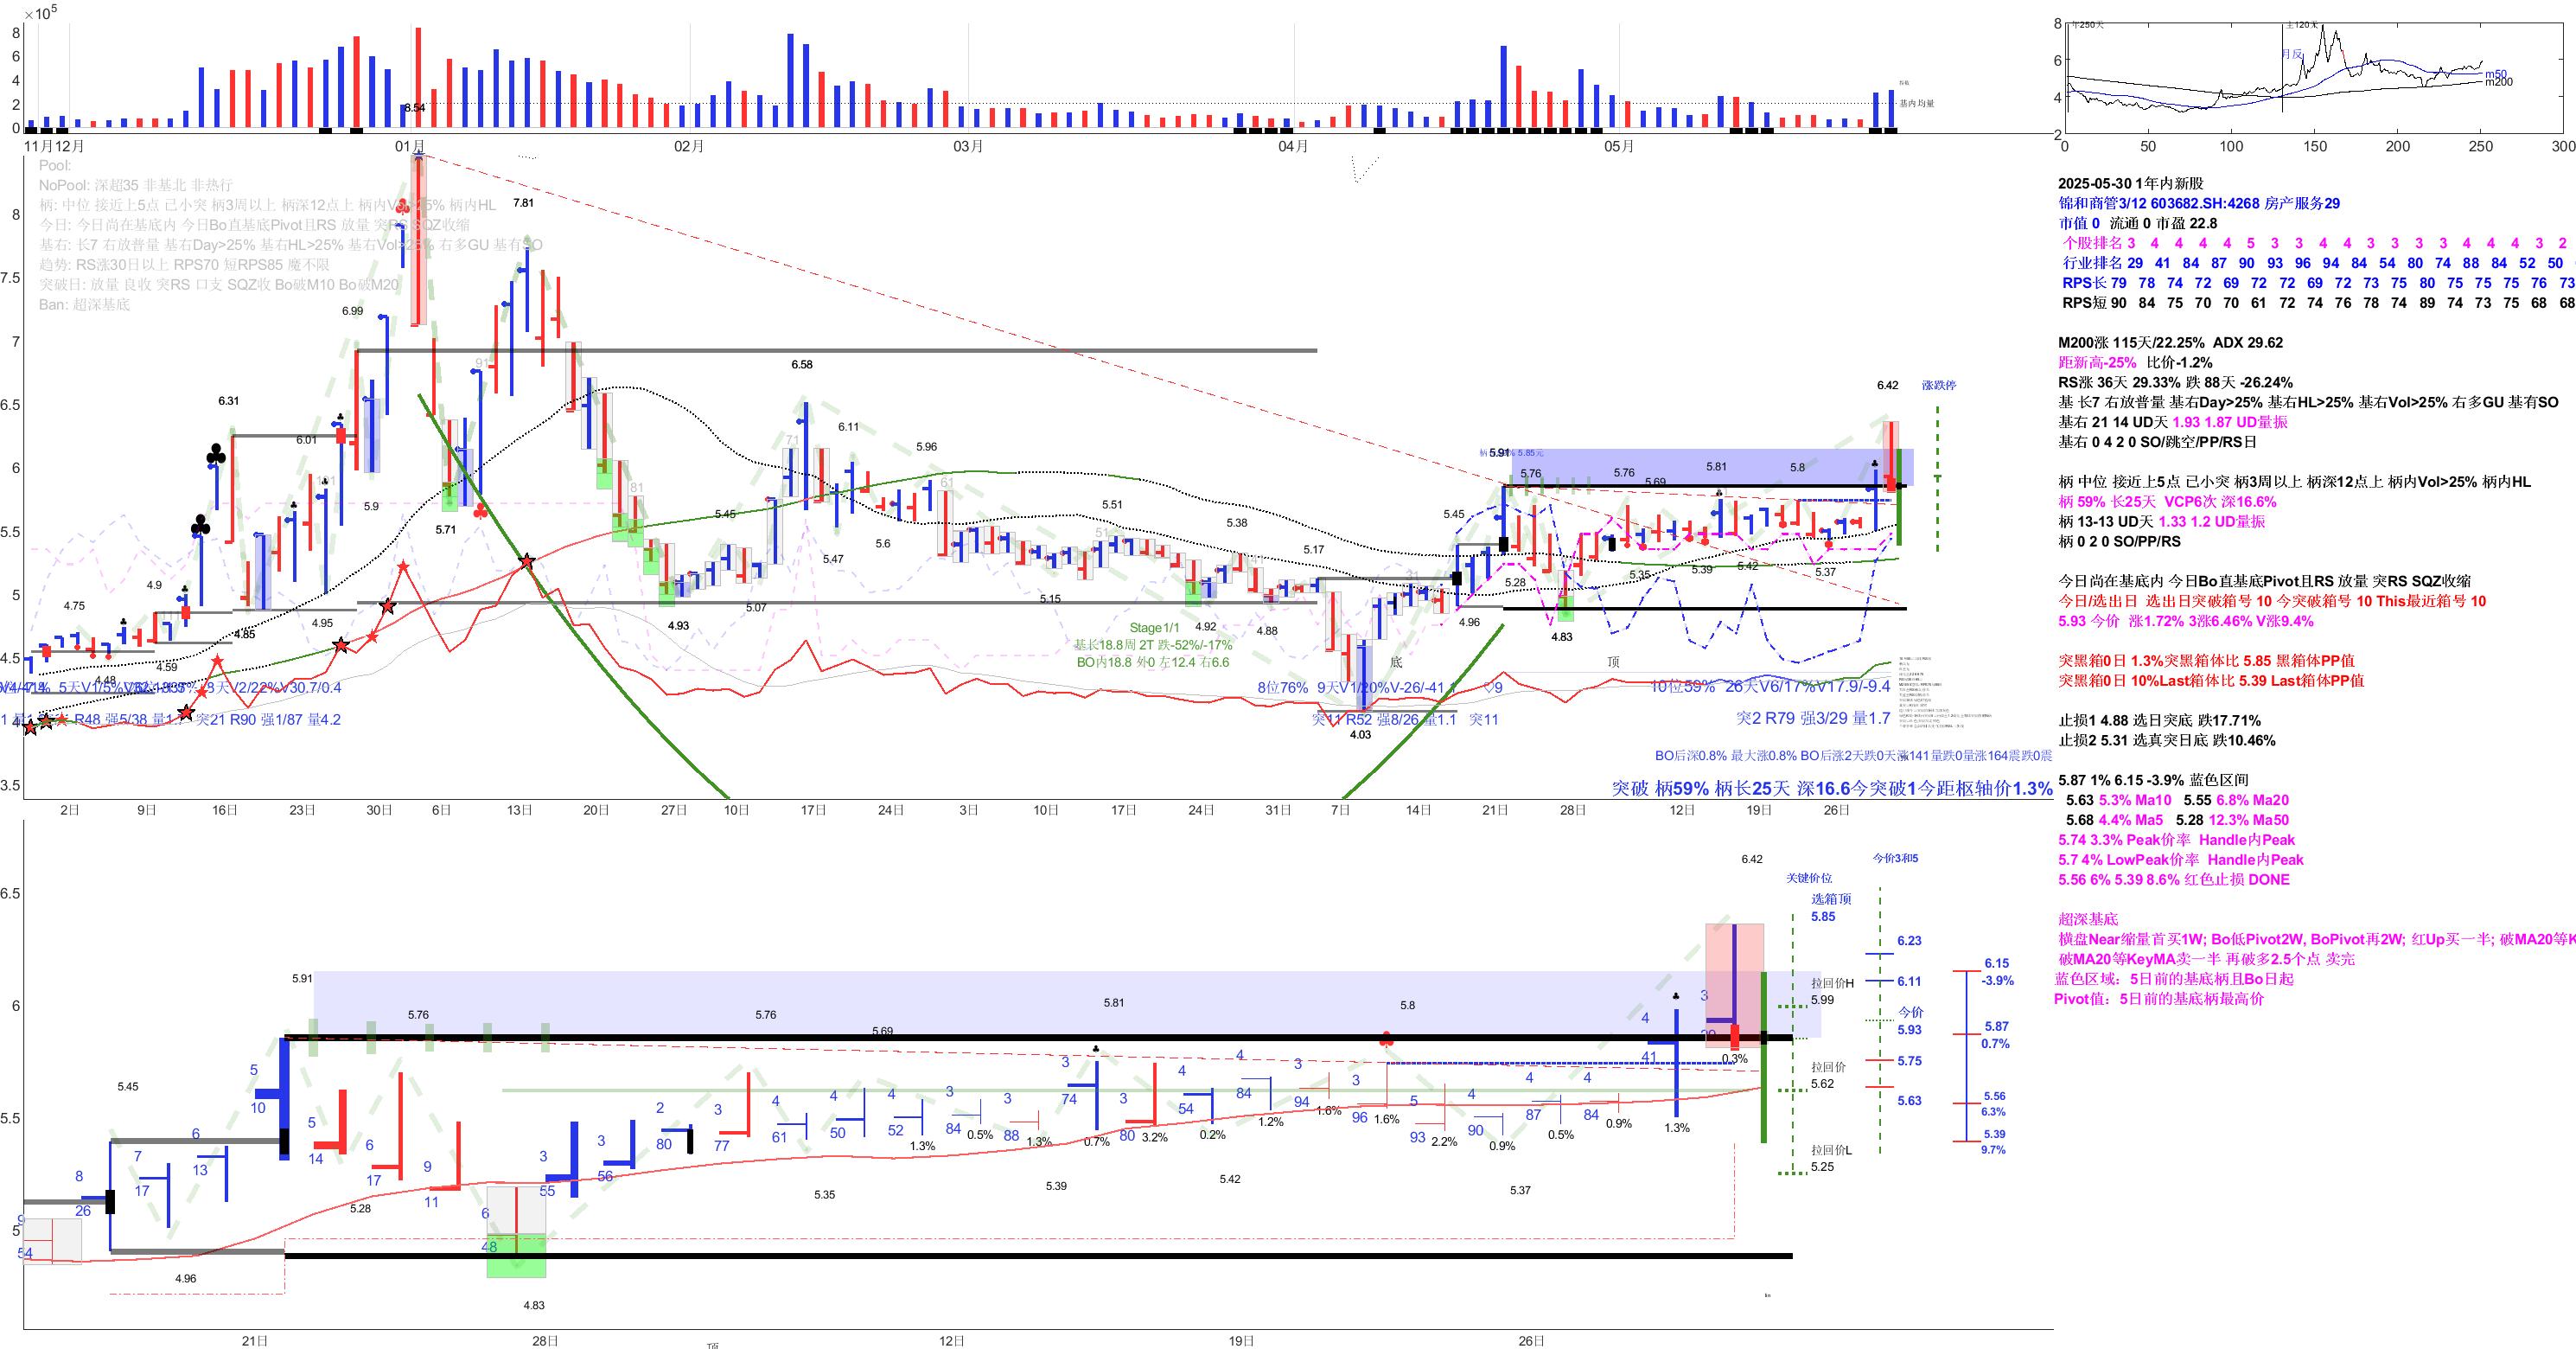 ×10⁵
8
6
4
2
0
8.54
基内均量
11月
12月
01月
02月
03月
04月
05月
Pool:
NoPool: 深超35 非基北 非热行
柄: 中位 接近上5点 己小突 柄3周以上 柄深12点上 柄内Vol>25% 柄内HL
今日: 今日尚在基底内 今日Bo直基底Pivot且RS 放量 突RS SQZ收缩
基右: 长7 右放普量 基右Day>25% 基右HL>25% 基右Vol>25% 右多GU 基有SO
趋势: RS涨30日以上 RPS70 短RPS85 魔不限
突破日: 放量 良收 突RS 口支 SQZ收 Bo破M10 Bo破M20
Ban: 超深基底
8
7.5
7
6.5
6
5.5
5
4.5
4
3.5
4.75
4.48
4.9
4.59
6.31
4.85
6.01
4.95
6.99
5.9
5.71
91
7.81
81
4.93
5.45
5.07
6.58
71
5.47
6.11
5.6
5.96
61
5.15
5.51
4.92
5.38
4.88
5.17
4.03
5.45
4.96
5.91
5.76
5.28
4.83
5.76
5.35
5.69
5.39
5.81
5.42
5.8
5.37
6.42
涨跌停
Stage1/1
基长18.8周 2T 跌-52%/-17%
BO内18.8 外0 左12.4 右6.6
底
顶
8位76% 9天V1/20%V-26/-41.
♡9
10位59% 26天V6/17%V17.9/-9.4
R48 强5/38 量1.
突21 R90 强1/87 量4.2
突11 R52 强8/26 量1.1
突11
突2 R79 强3/29 量1.7
BO后深0.8% 最大涨0.8% BO后涨2天跌0天涨141量跌0量涨164震跌0震
突破 柄59% 柄长25天 深16.6今突破1今距枢轴价1.3%
2日
9日
16日
23日
30日
6日
13日
20日
27日
10日
17日
24日
3日
10日
17日
24日
31日
7日
14日
21日
28日
12日
19日
26日
6.5
6
5.5
5
5.45
4.96
5.91
5.28
5.76
4.83
5.76
5.35
5.69
5.39
5.81
5.42
5.8
5.37
6.42
54
8
26
7
17
6
13
5
10
5
14
6
17
9
11
6
48
3
55
3
56
2
80
3
77
4
61
4
50
4
52
1.3%
3
84
0.5%
3
88
1.3%
3
74
0.7%
3
80
3.2%
4
54
0.2%
4
84
1.2%
3
94
1.6%
3
96
1.6%
5
93
2.2%
4
90
0.9%
4
87
0.5%
4
84
0.9%
4
41
1.3%
3
29
0.3%
关键价位
选箱顶
5.85
拉回价H
5.99
拉回价
5.62
拉回价L
5.25
今价3和5
6.23
6.11
今价
5.93
5.75
5.63
6.15
-3.9%
5.87
0.7%
5.56
6.3%
5.39
9.7%
21日
28日
顶
12日
19日
26日
8
6
4
2
年250天
主120天
月反
m50
m200
0
50
100
150
200
250
300
2025-05-30 1年内新股
锦和商管3/12 603682.SH:4268 房产服务29
市值 0 流通 0 市盈 22.8
个股排名 3 4 4 4 4 5 3 3 4 4 3 3 3 3 4 4 4 3 2
行业排名 29 41 84 87 90 93 96 94 84 54 80 74 88 84 52 50
RPS长 79 78 74 72 69 72 72 69 72 73 75 80 75 75 75 76 73
RPS短 90 84 75 70 70 61 72 74 76 78 74 89 74 73 75 68 68
M200涨 115天/22.25% ADX 29.62
距新高-25% 比价-1.2%
RS涨 36天 29.33% 跌 88天 -26.24%
基 长7 右放普量 基右Day>25% 基右HL>25% 基右Vol>25% 右多GU 基有SO
基右 21 14 UD天 1.93 1.87 UD量振
基右 0 4 2 0 SO/跳空/PP/RS日
柄 中位 接近上5点 己小突 柄3周以上 柄深12点上 柄内Vol>25% 柄内HL
柄 59% 长25天 VCP6次 深16.6%
柄 13-13 UD天 1.33 1.2 UD量振
柄 0 2 0 SO/PP/RS
今日尚在基底内 今日Bo直基底Pivot且RS 放量 突RS SQZ收缩
今日/选出日 选出日突破箱号 10 今突破箱号 10 This最近箱号 10
5.93 今价 涨1.72% 3涨6.46% V涨9.4%
突黑箱0日 1.3%突黑箱体比 5.85 黑箱体PP值
突黑箱0日 10%Last箱体比 5.39 Last箱体PP值
止损1 4.88 选日突底 跌17.71%
止损2 5.31 选真突日底 跌10.46%
5.87 1% 6.15 -3.9% 蓝色区间
5.63 5.3% Ma10 5.55 6.8% Ma20
5.68 4.4% Ma5 5.28 12.3% Ma50
5.74 3.3% Peak价率 Handle内Peak
5.7 4% LowPeak价率 Handle内Peak
5.56 6% 5.39 8.6% 红色止损 DONE
超深基底
横盘Near缩量首买1W; Bo低Pivot2W, BoPivot再2W; 红Up买一半; 破MA20等K
破MA20等KeyMA卖一半 再破多2.5个点 卖完
蓝色区域：5日前的基底柄且Bo日起
Pivot值：5日前的基底柄最高价